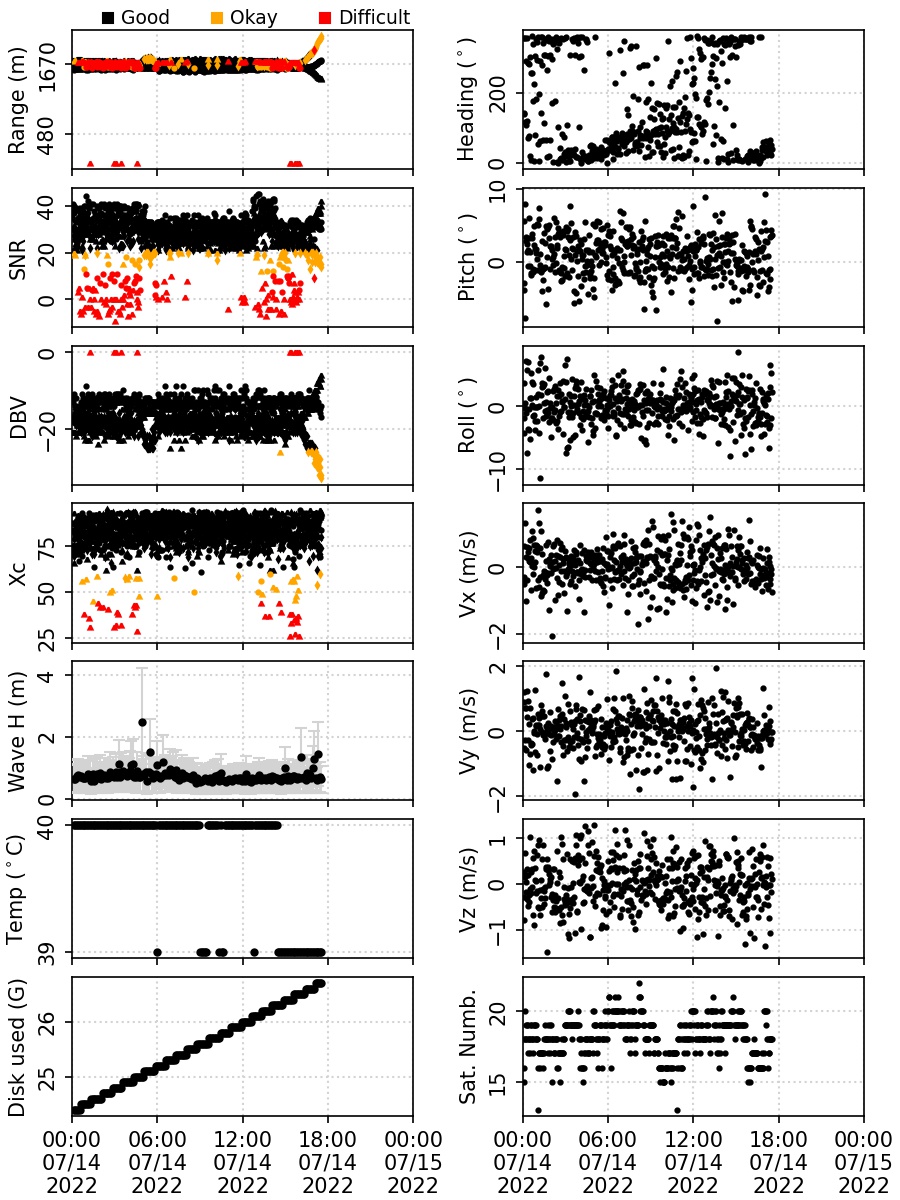 Good Okay Difficult
Range (m)
1670
480
Heading (°)
200
0
SNR
40
20
0
Pitch (°)
10
0
DBV
0
−20
Roll (°)
0
−10
Xc
75
50
25
Vx (m/s)
0
−2
Wave H (m)
4
2
0
Vy (m/s)
2
0
−2
Temp (°C)
40
39
Vz (m/s)
1
0
−1
Disk used (G)
26
25
Sat. Numb.
20
15
00:00 06:00 12:00 18:00 00:00
07/14 07/14 07/14 07/14 07/15
2022 2022 2022 2022 2022
00:00 06:00 12:00 18:00 00:00
07/14 07/14 07/14 07/14 07/15
2022 2022 2022 2022 2022